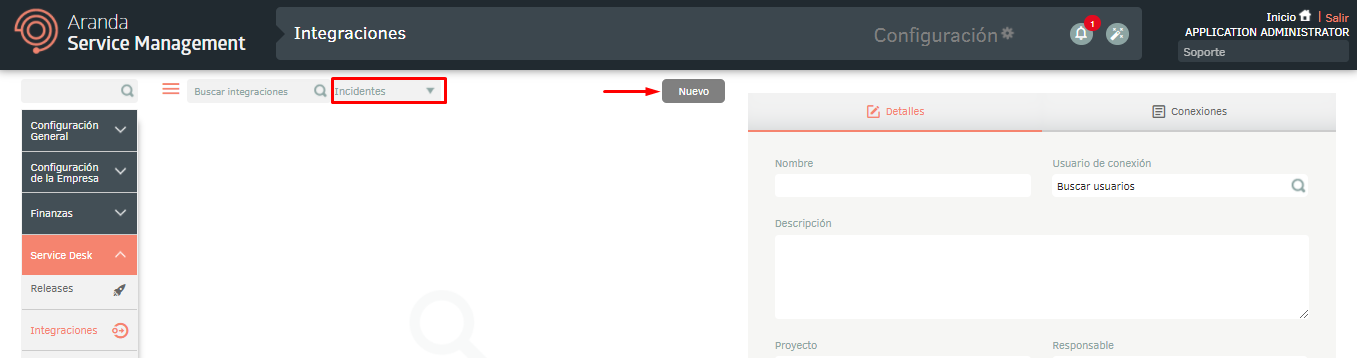 Aranda
Service Management
Integraciones
Configuración
1
Inicio | Salir
APPLICATION ADMINISTRATOR
Soporte
Buscar integraciones
Incidentes
Nuevo
Configuración
General
Configuración
de la Empresa
Finanzas
Service Desk
Releases
Integraciones
Detalles
Conexiones
Nombre
Usuario de conexión
Buscar usuarios
Descripción
Proyecto
Responsable